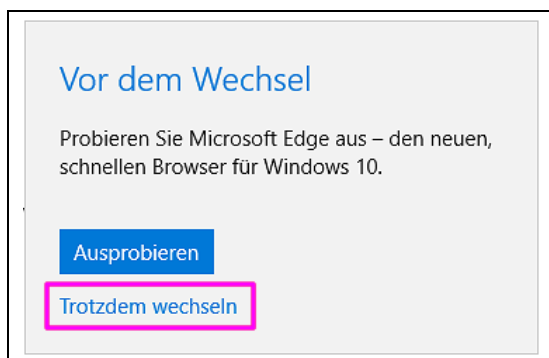 Vor dem Wechsel
Probieren Sie Microsoft Edge aus – den neuen,
schnellen Browser für Windows 10.
Ausprobieren
Trotzdem wechseln